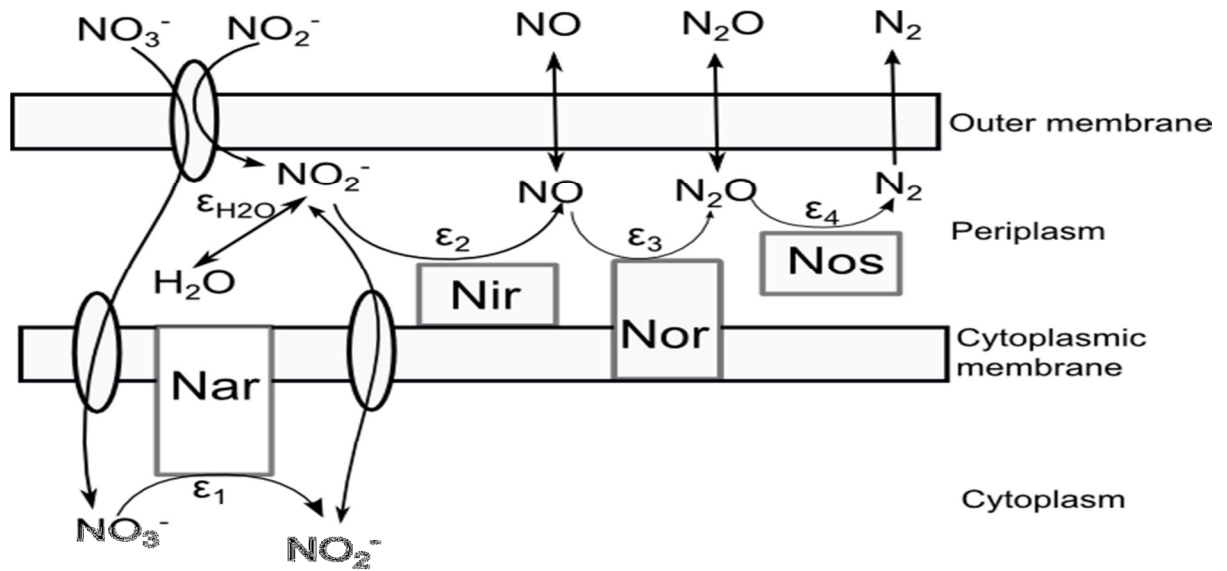 NO₃⁻ NO₂⁻ NO N₂O N₂
Outer membrane
NO₂⁻ NO N₂O N₂
εH2O ε₂ ε₃ ε₄
Periplasm
H₂O Nir Nor Nos
Cytoplasmic
membrane
Nar
ε₁
Cytoplasm
NO₃⁻ NO₂⁻